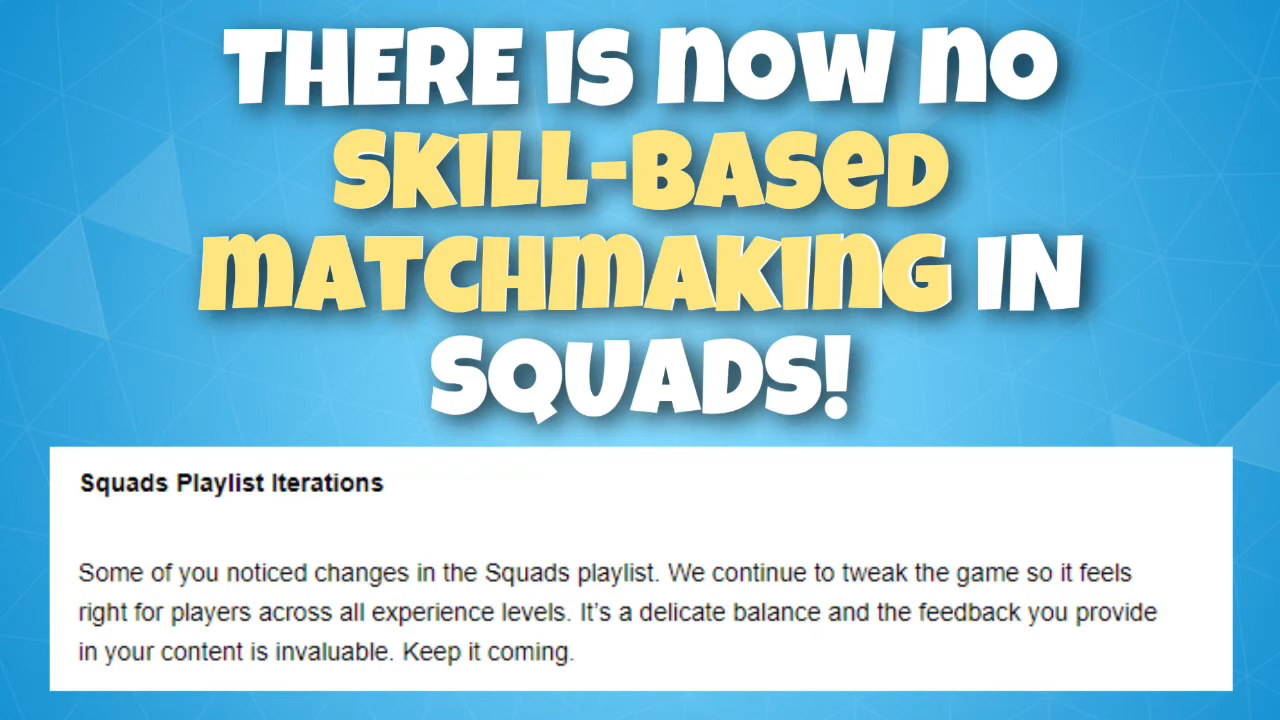 THERE IS NOW NO
SKILL-BASED
MATCHMAKING IN
SQUADS!
Squads Playlist Iterations
Some of you noticed changes in the Squads playlist. We continue to tweak the game so it feels
right for players across all experience levels. It’s a delicate balance and the feedback you provide
in your content is invaluable. Keep it coming.